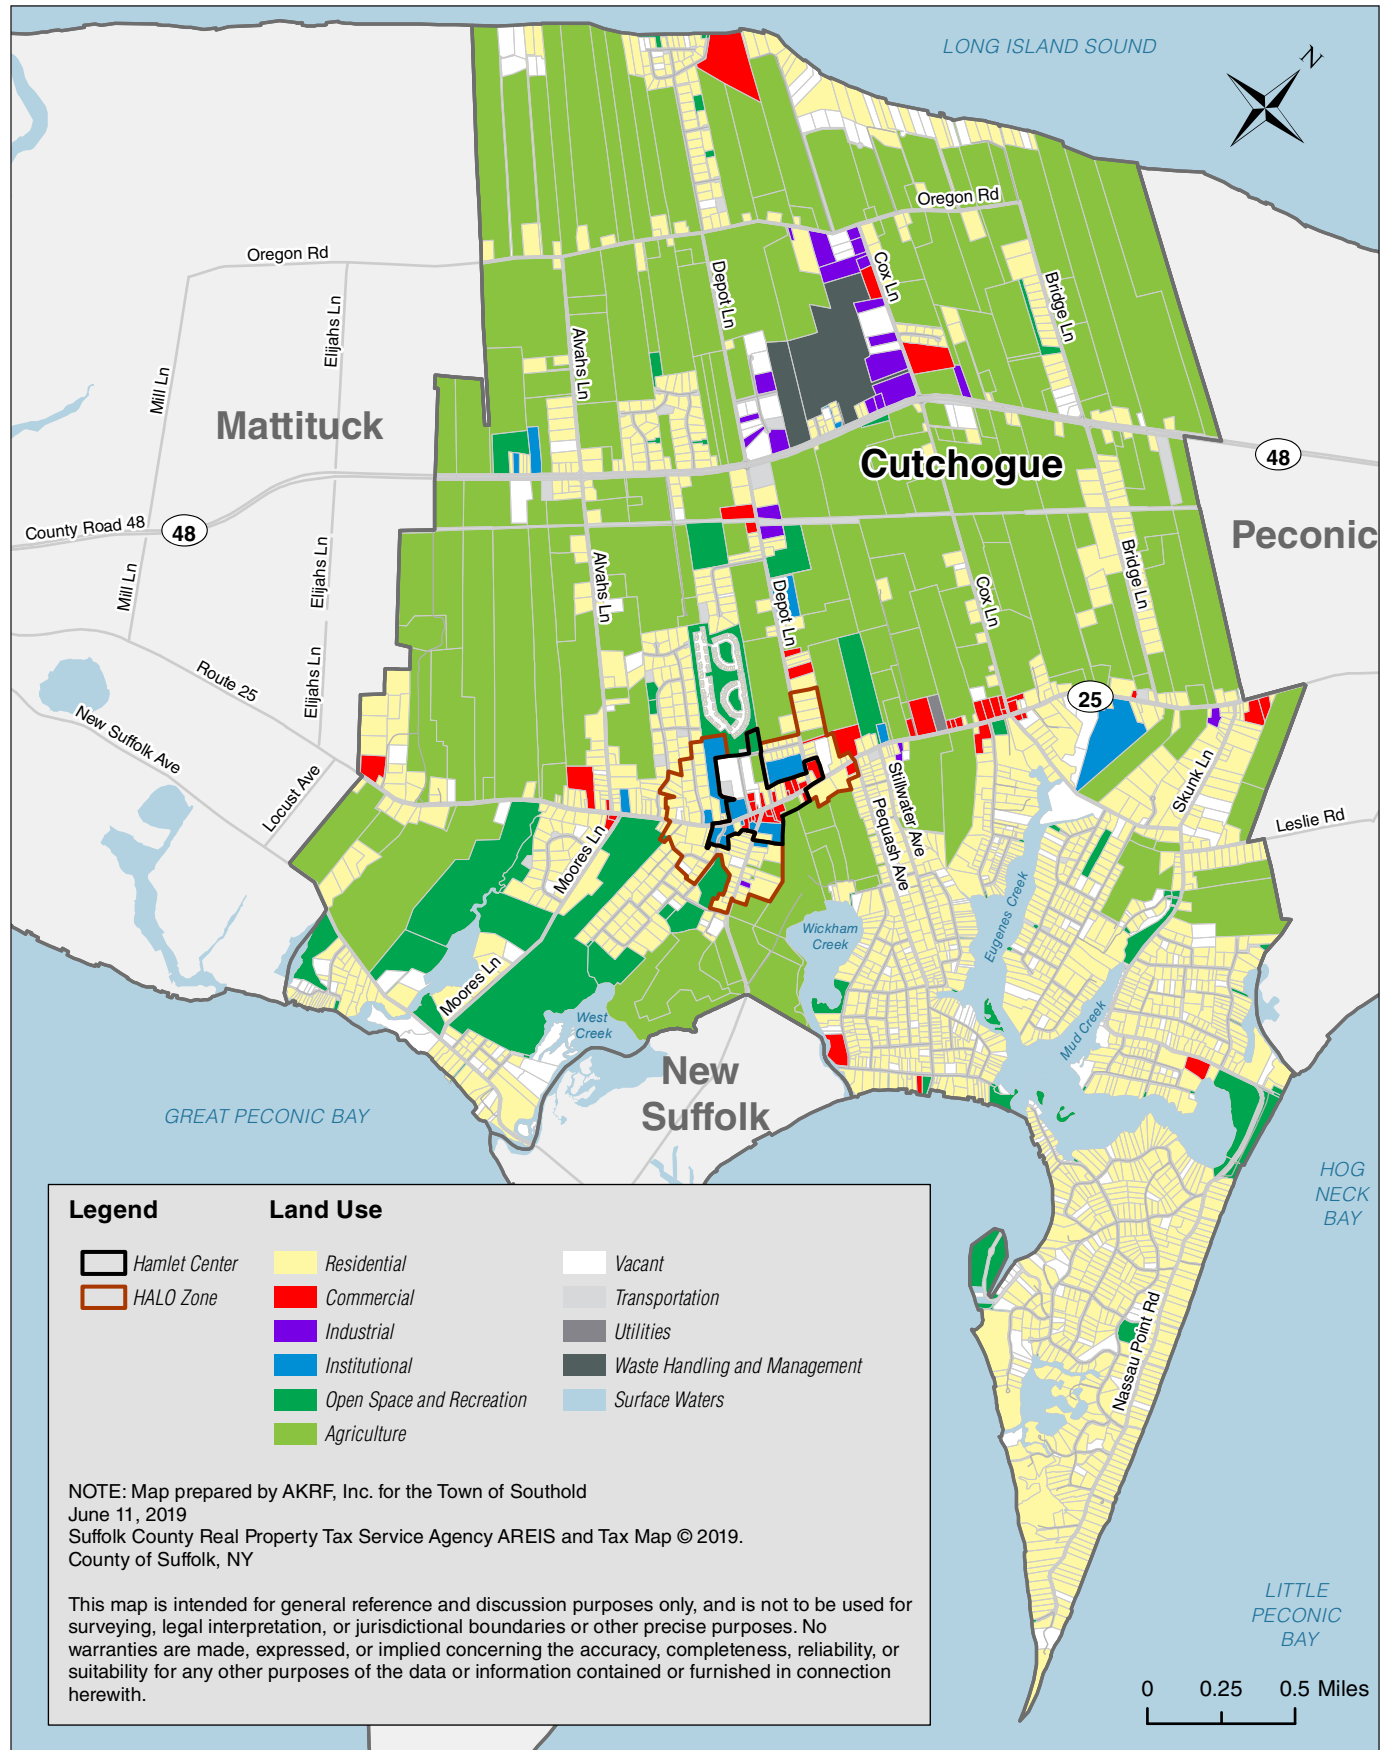 LONG ISLAND SOUND
N
Oregon Rd
Oregon Rd
Cox Ln
Depot Ln
Bridge Ln
Elijahs Ln
Alvahs Ln
Mill Ln
Mattituck
Cutchogue
48
County Road 48
48
Peconic
Mill Ln
Elijahs Ln
Alvahs Ln
Depot Ln
Cox Ln
Bridge Ln
Route 25
Elijahs Ln
25
New Suffolk Ave
Locust Ave
Skunk Ln
Stillwater Ave
Pequash Ave
Leslie Rd
Moores Ln
Wickham
Creek
Eugenes Creek
Moores Ln
West
Creek
Mud Creek
New
Suffolk
GREAT PECONIC BAY
HOG
NECK
BAY
Nassau Point Rd
LITTLE
PECONIC
BAY
Legend
Hamlet Center
HALO Zone
Land Use
Residential
Commercial
Industrial
Institutional
Open Space and Recreation
Agriculture
Vacant
Transportation
Utilities
Waste Handling and Management
Surface Waters
NOTE: Map prepared by AKRF, Inc. for the Town of Southold
June 11, 2019
Suffolk County Real Property Tax Service Agency AREIS and Tax Map © 2019.
County of Suffolk, NY
This map is intended for general reference and discussion purposes only, and is not to be used for
surveying, legal interpretation, or jurisdictional boundaries or other precise purposes. No
warranties are made, expressed, or implied concerning the accuracy, completeness, reliability, or
suitability for any other purposes of the data or information contained or furnished in connection
herewith.
0 0.25 0.5 Miles